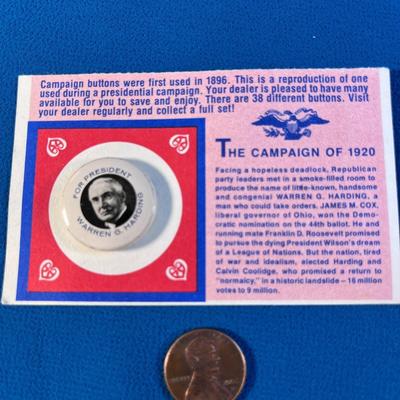 Campaign buttons were first used in 1896. This is a reproduction of one
used during a presidential campaign. Your dealer is pleased to have many
available for you to save and enjoy. There are 38 different buttons. Visit
your dealer regularly and collect a full set!
FOR PRESIDENT
WARREN G. HARDING
THE CAMPAIGN OF 1920
Facing a hopeless deadlock, Republican
party leaders met in a smoke-filled room to
produce the name of little-known, handsome
and congenial WARREN G. HARDING, a
man who could take orders. JAMES M. COX,
liberal governor of Ohio, won the Demo-
cratic nomination on the 44th ballot. He and
running mate Franklin D. Roosevelt promised
to pursue the dying President Wilson's dream
of a League of Nations. But the nation, tired
of war and idealism, elected Harding and
Calvin Coolidge, who promised a return to
"normalcy," in a historic landslide – 16 million
votes to 9 million.